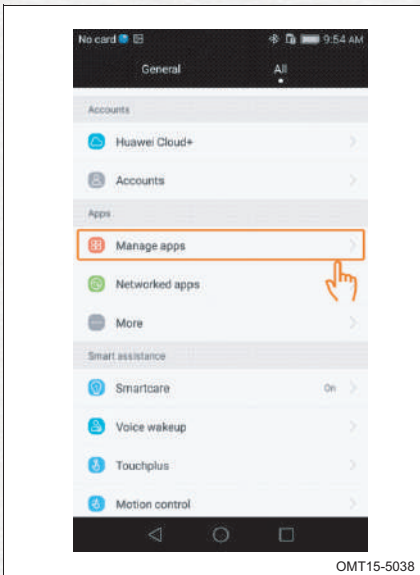 No card 9:54 AM
General All
Accounts
Huawei Cloud+
Accounts
Apps
Manage apps
Networked apps
More
Smart assistance
Smartcare On
Voice wakeup
Touchplus
Motion control
OMT15-5038